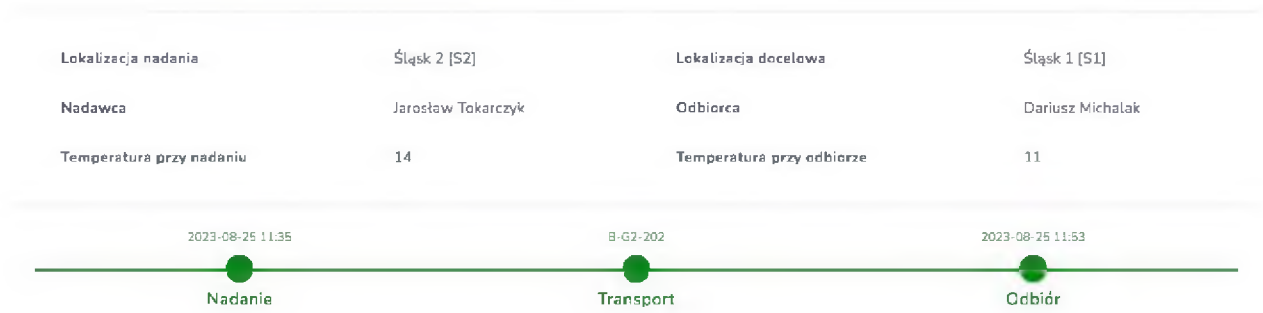 Lokalizacja nadania Śląsk 2 [S2] Lokalizacja docelowa Śląsk 1 [S1]
Nadawca Jarosław Tokarczyk Odbiorca Dariusz Michalak
Temperatura przy nadaniu 14 Temperatura przy odbiorze 11
2023-08-25 11:35 B-G2-202 2023-08-25 11:53
Nadanie Transport Odbiór